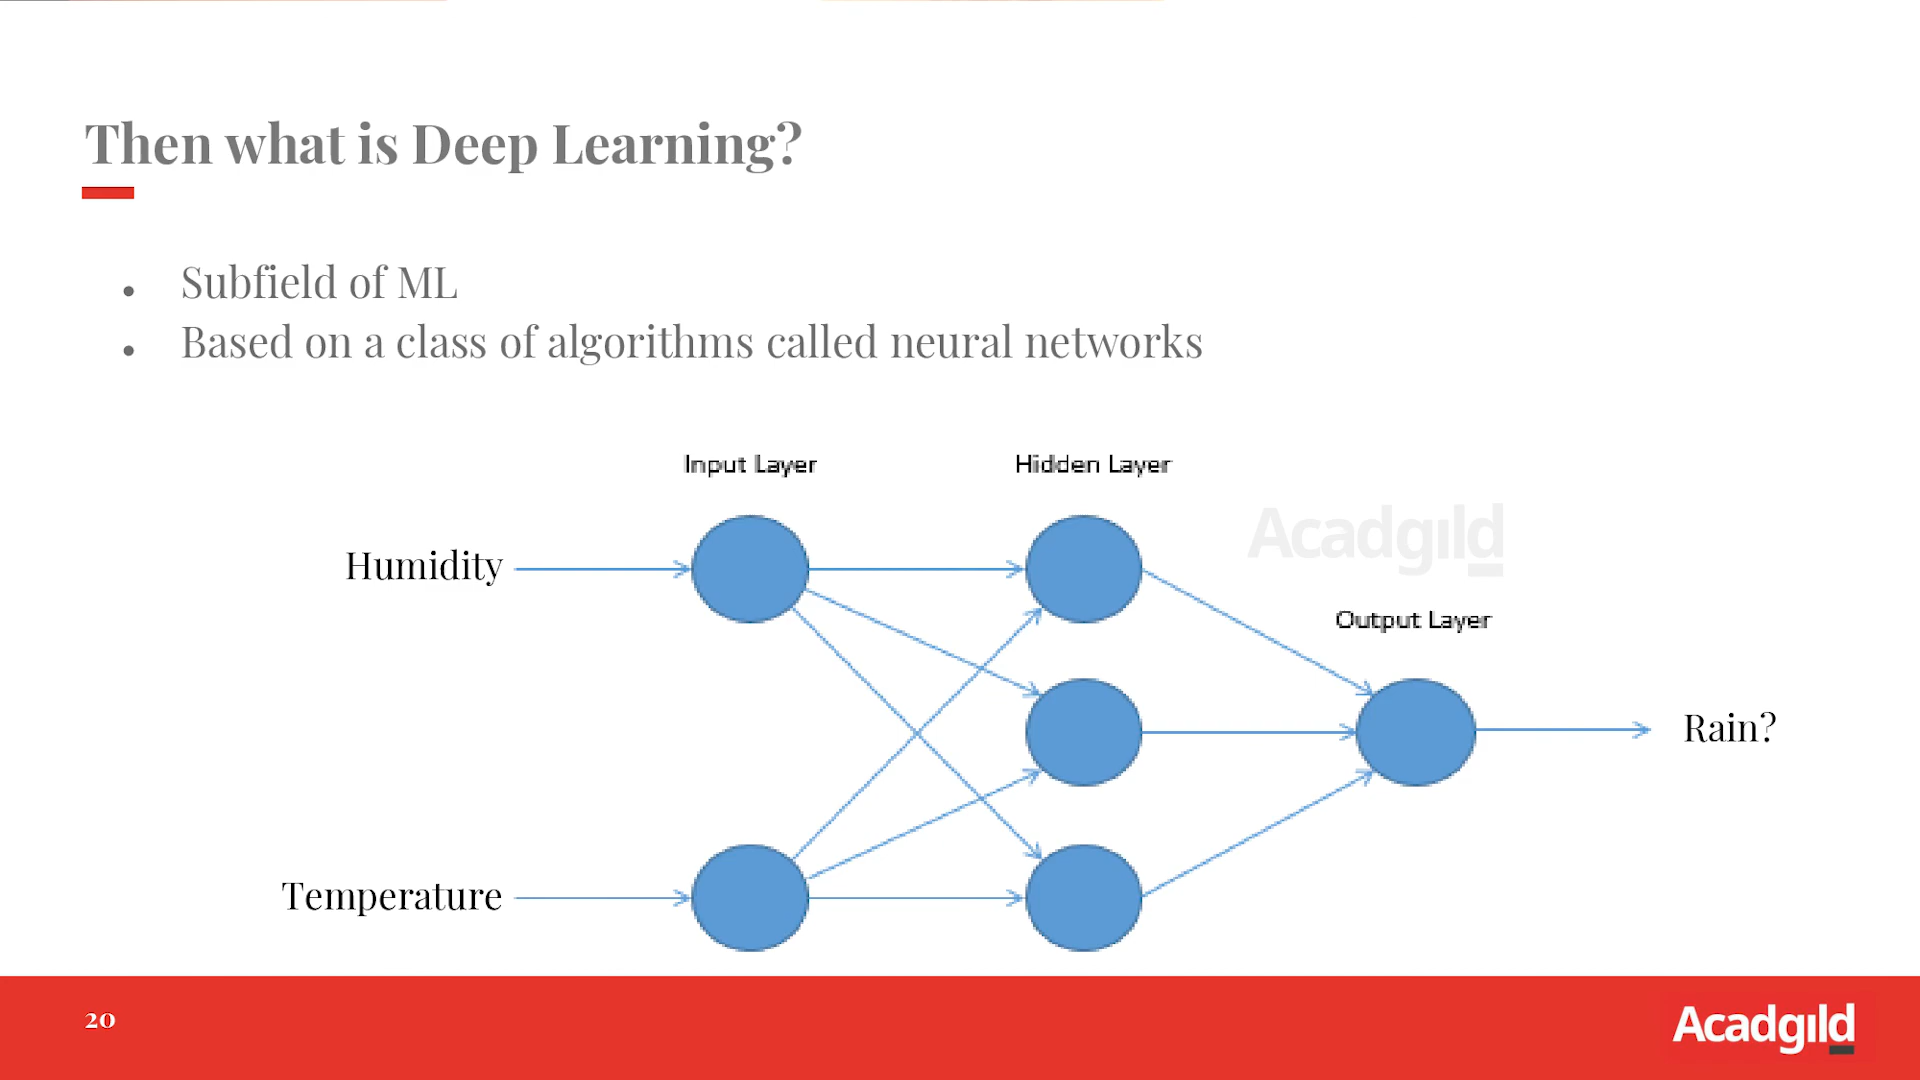 Then what is Deep Learning?
• Subfield of ML
• Based on a class of algorithms called neural networks
Input Layer
Hidden Layer
Acadgild
Humidity
Output Layer
Rain?
Temperature
20
Acadgild